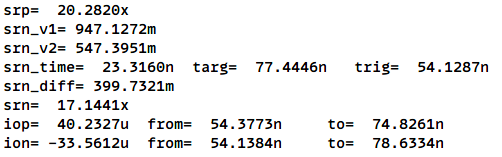 srp=  20.2820x
srn_v1= 947.1272m
srn_v2= 547.3951m
srn_time=  23.3160n  targ=  77.4446n   trig=  54.1287n
srn_diff= 399.7321m
srn=  17.1441x
iop=  40.2327u  from=  54.3773n     to=  74.8261n
ion= -33.5612u  from=  54.1384n     to=  78.6334n